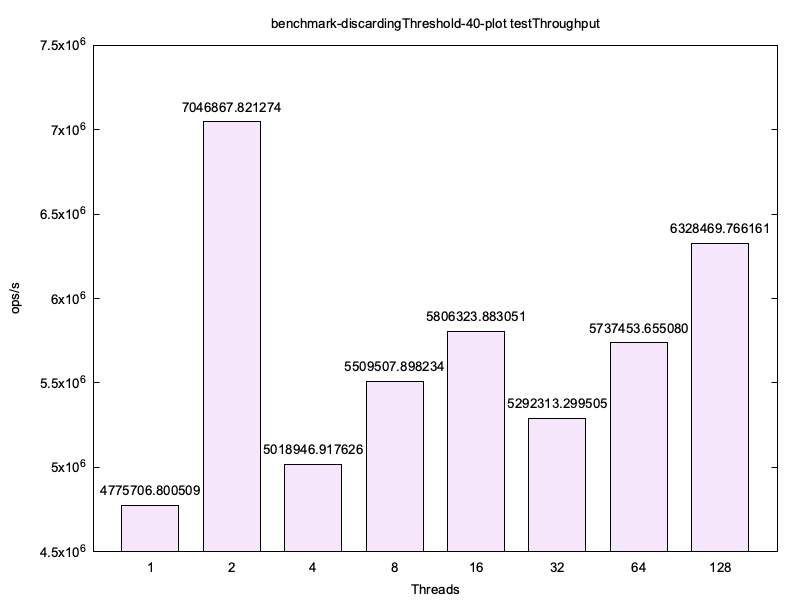 benchmark-discardingThreshold-40-plot testThroughput
7.5x10⁶
7x10⁶
6.5x10⁶
6x10⁶
5.5x10⁶
5x10⁶
4.5x10⁶
ops/s
4775706.800509
7046867.821274
5018946.917626
5509507.898234
5806323.883051
5292313.299505
5737453.655080
6328469.766161
1 2 4 8 16 32 64 128
Threads